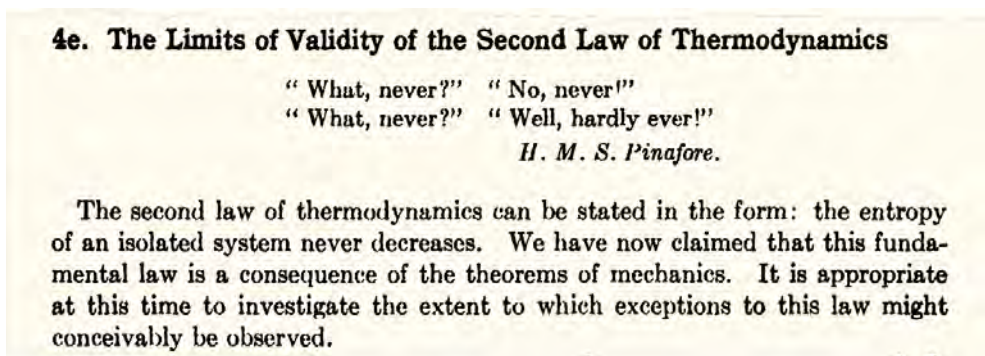 4e. The Limits of Validity of the Second Law of Thermodynamics
“ What, never?” “ No, never!”
“ What, never?” “ Well, hardly ever!”
H. M. S. Pinafore.
The second law of thermodynamics can be stated in the form: the entropy
of an isolated system never decreases. We have now claimed that this funda-
mental law is a consequence of the theorems of mechanics. It is appropriate
at this time to investigate the extent to which exceptions to this law might
conceivably be observed.